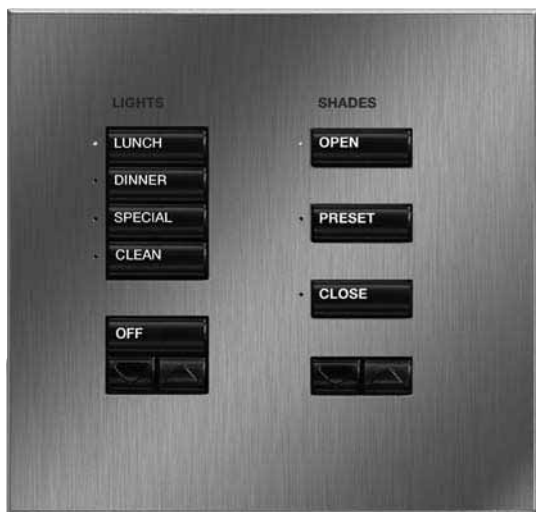 LIGHTS
LUNCH
DINNER
SPECIAL
CLEAN
OFF
SHADES
OPEN
PRESET
CLOSE